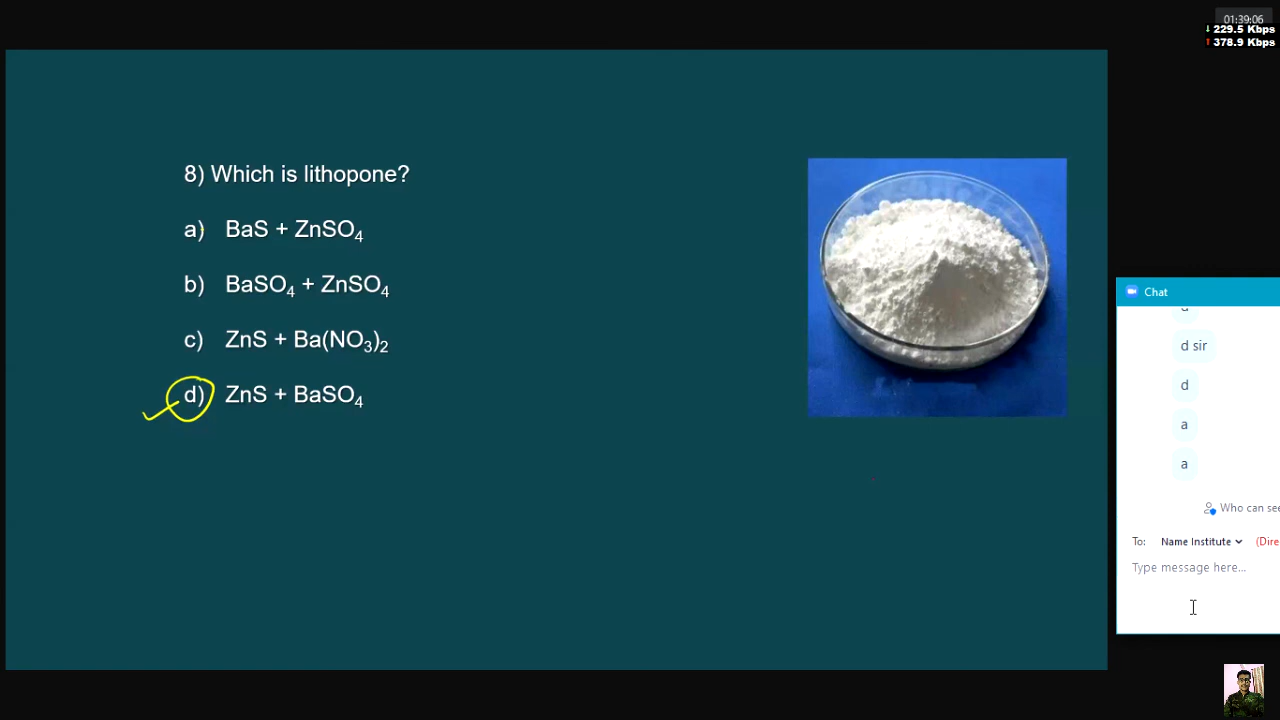 01:39:06
↓ 229.5 Kbps
↑ 378.9 Kbps
8) Which is lithopone?
a) BaS + ZnSO₄
b) BaSO₄ + ZnSO₄
c) ZnS + Ba(NO₃)₂
d) ZnS + BaSO₄
Chat
d sir
d
a
a
Who can see
To: Name Institute (Dire
Type message here...